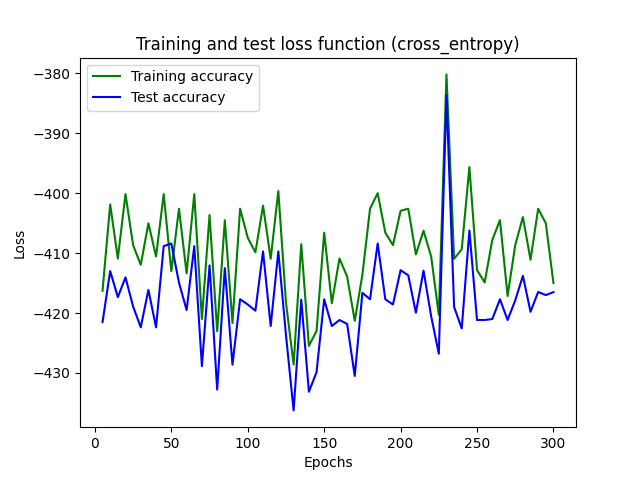 Training and test loss function (cross_entropy)
Training accuracy
Test accuracy
−380
−390
−400
−410
−420
−430
Loss
0
50
100
150
200
250
300
Epochs